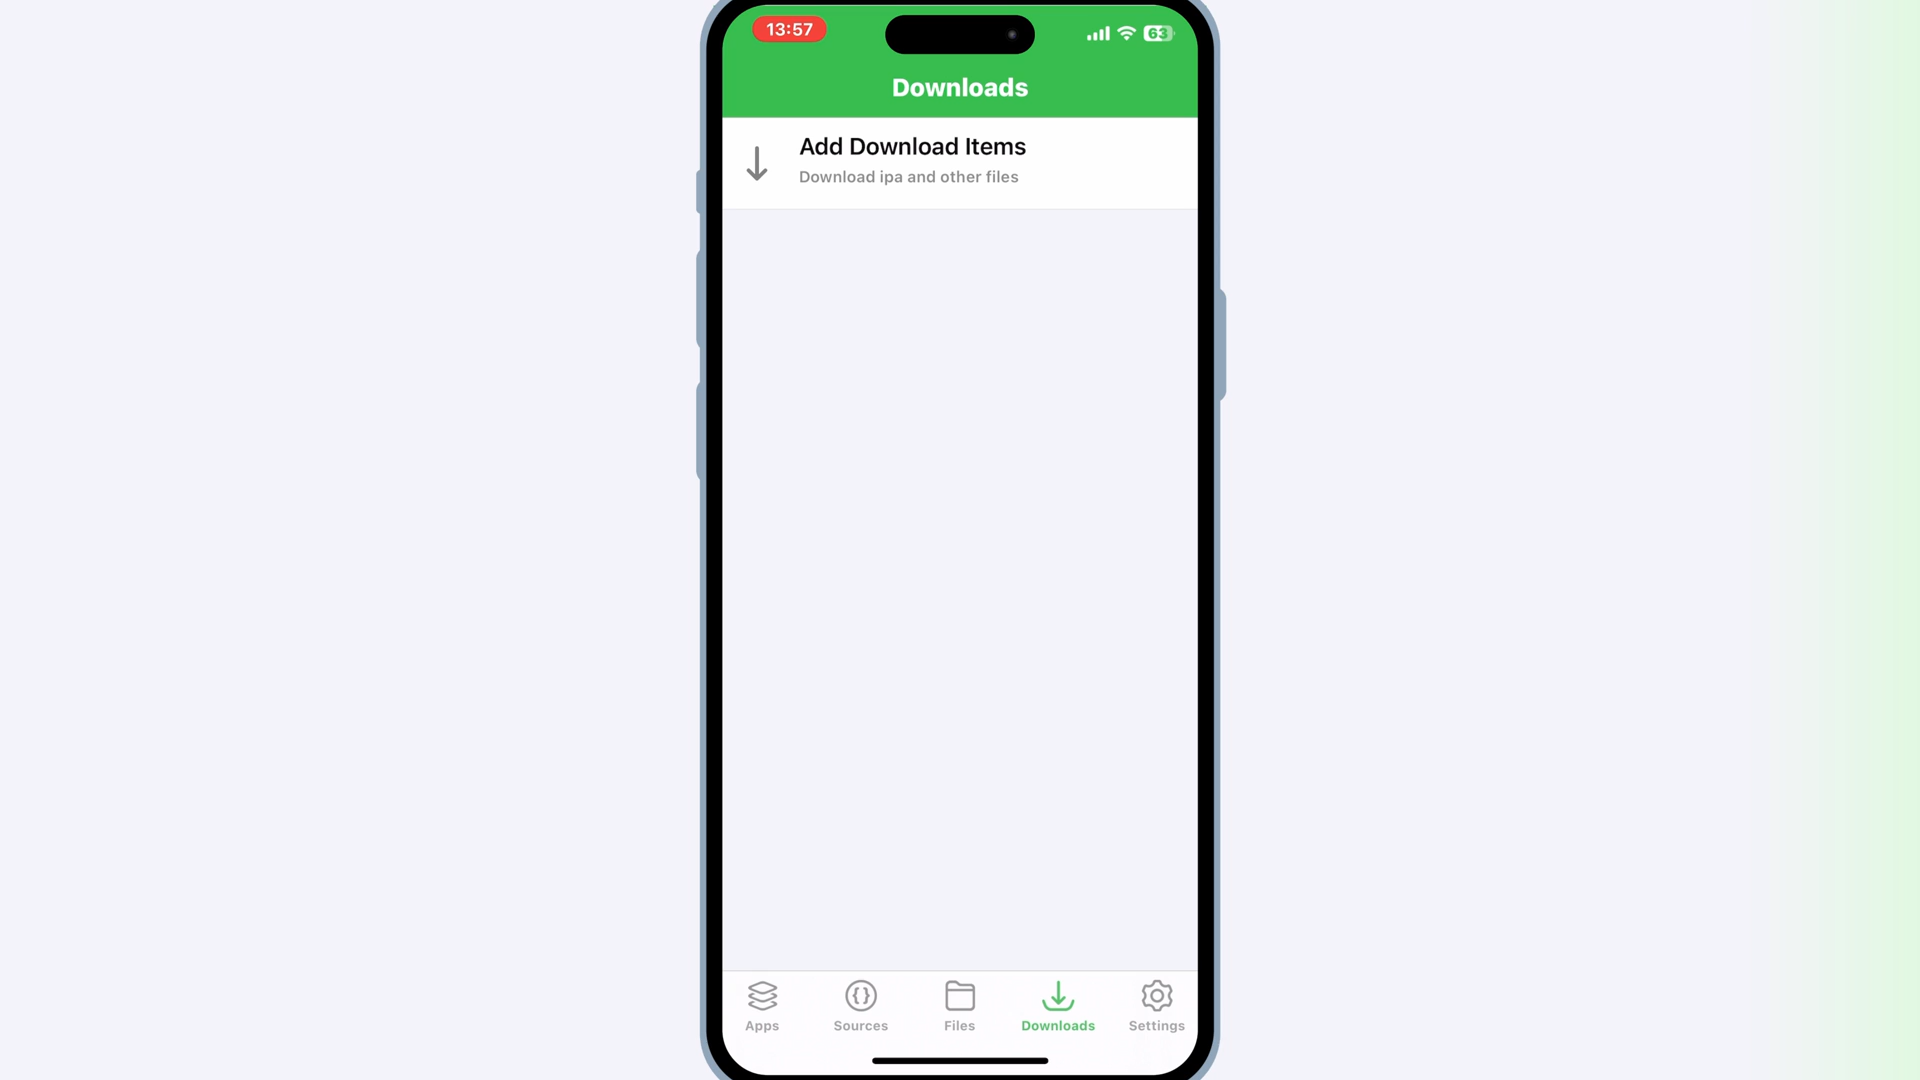 13:57
63
Downloads
Add Download Items
Download ipa and other files
Apps
Sources
Files
Downloads
Settings